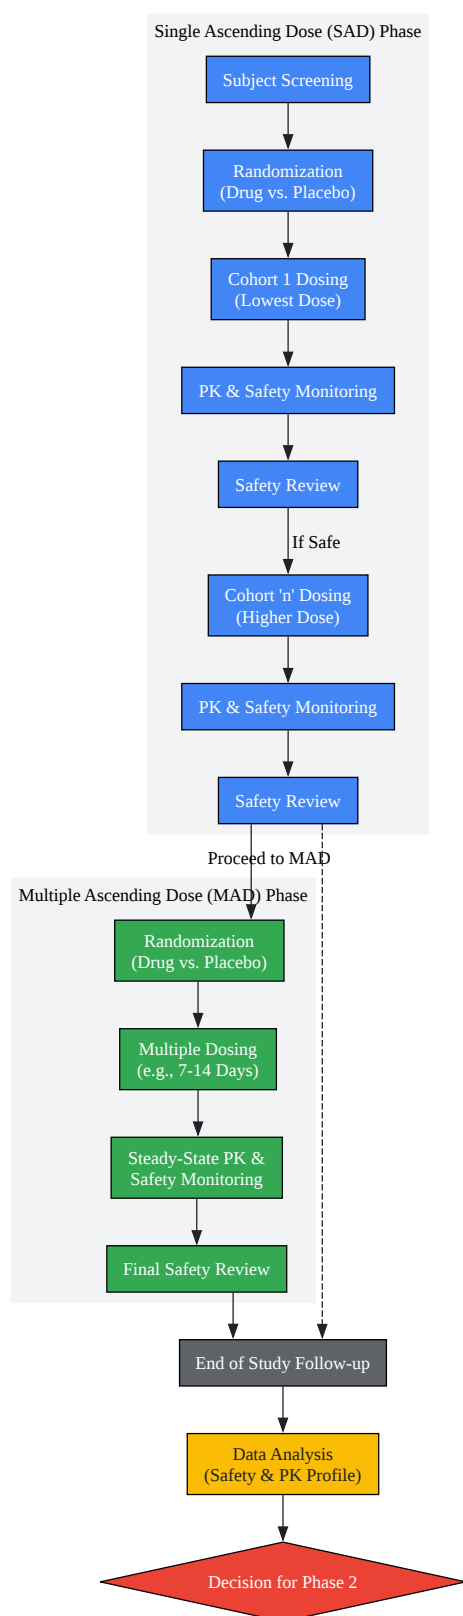 Single Ascending Dose (SAD) Phase
Subject Screening
Randomization
(Drug vs. Placebo)
Cohort 1 Dosing
(Lowest Dose)
PK & Safety Monitoring
Safety Review
If Safe
Cohort 'n' Dosing
(Higher Dose)
PK & Safety Monitoring
Safety Review
Proceed to MAD
Multiple Ascending Dose (MAD) Phase
Randomization
(Drug vs. Placebo)
Multiple Dosing
(e.g., 7-14 Days)
Steady-State PK &
Safety Monitoring
Final Safety Review
End of Study Follow-up
Data Analysis
(Safety & PK Profile)
Decision for Phase 2